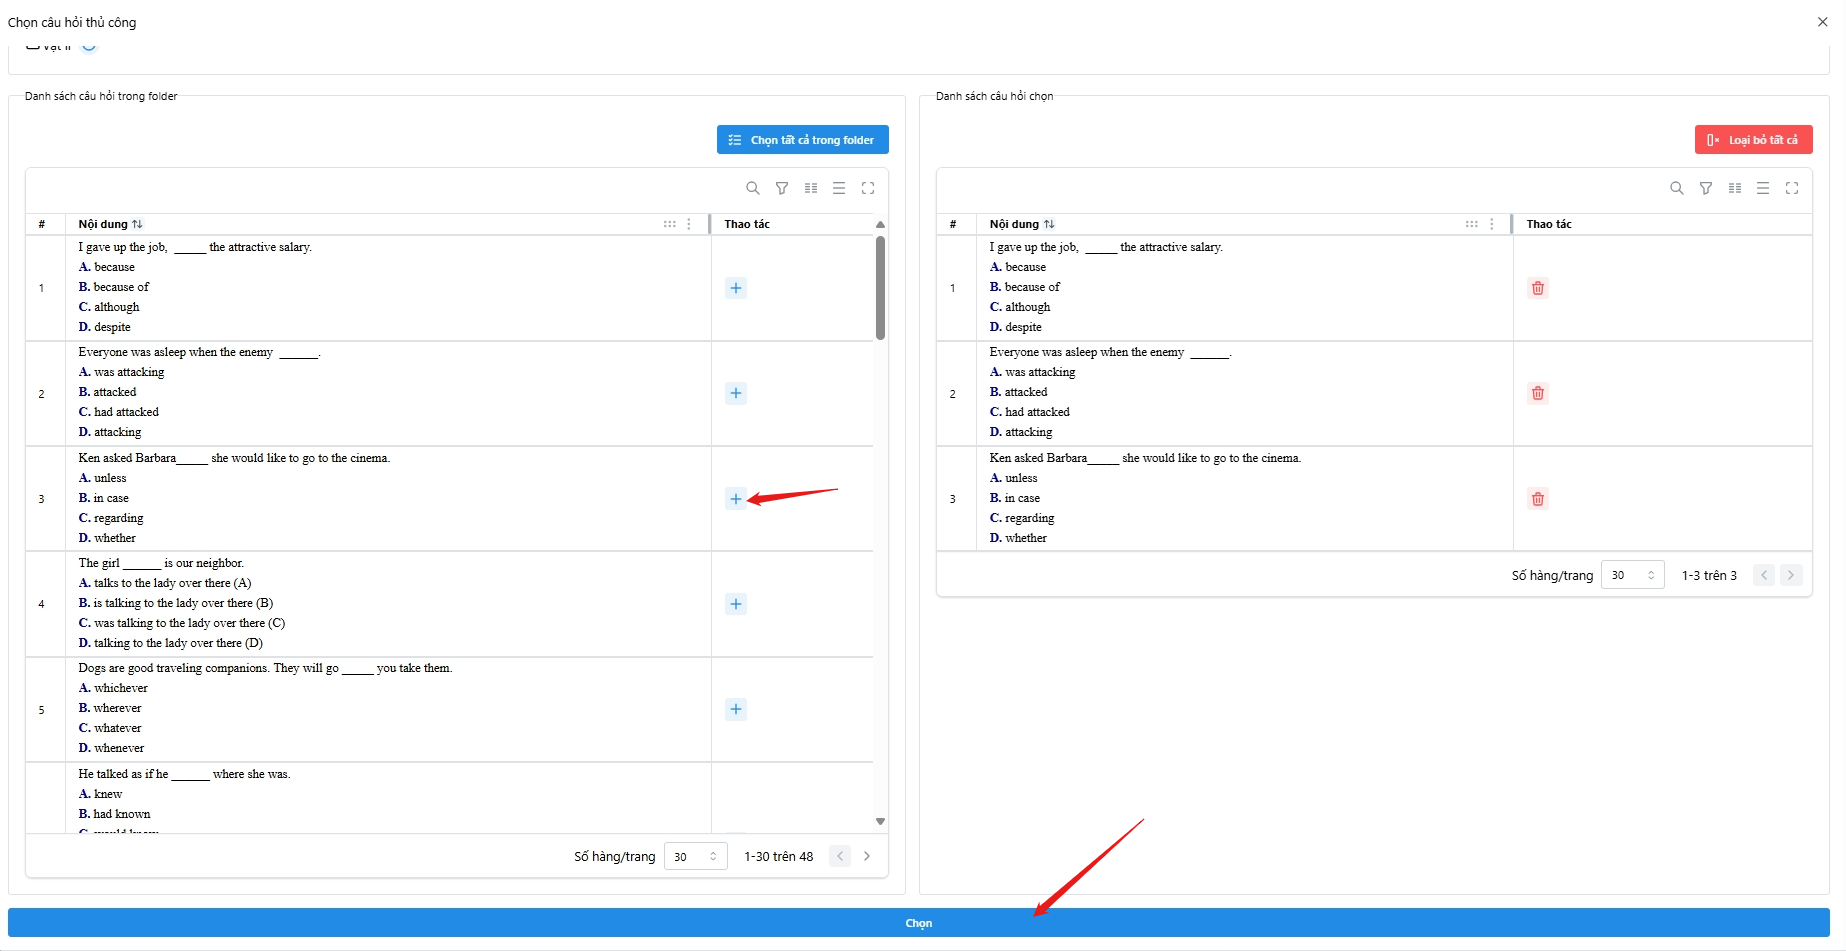 Chọn câu hỏi thủ công
Vật lí
Danh sách câu hỏi trong folder
Chọn tất cả trong folder
# Nội dung Thao tác
1
I gave up the job, _____ the attractive salary.
A. because
B. because of
C. although
D. despite
2
Everyone was asleep when the enemy ______.
A. was attacking
B. attacked
C. had attacked
D. attacking
3
Ken asked Barbara_____ she would like to go to the cinema.
A. unless
B. in case
C. regarding
D. whether
4
The girl ______ is our neighbor.
A. talks to the lady over there (A)
B. is talking to the lady over there (B)
C. was talking to the lady over there (C)
D. talking to the lady over there (D)
5
Dogs are good traveling companions. They will go _____ you take them.
A. whichever
B. wherever
C. whatever
D. whenever
He talked as if he ______ where she was.
A. knew
B. had known
C. would know
Số hàng/trang 30 1-30 trên 48
Danh sách câu hỏi chọn
Loại bỏ tất cả
# Nội dung Thao tác
1
I gave up the job, _____ the attractive salary.
A. because
B. because of
C. although
D. despite
2
Everyone was asleep when the enemy ______.
A. was attacking
B. attacked
C. had attacked
D. attacking
3
Ken asked Barbara_____ she would like to go to the cinema.
A. unless
B. in case
C. regarding
D. whether
Số hàng/trang 30 1-3 trên 3
Chọn